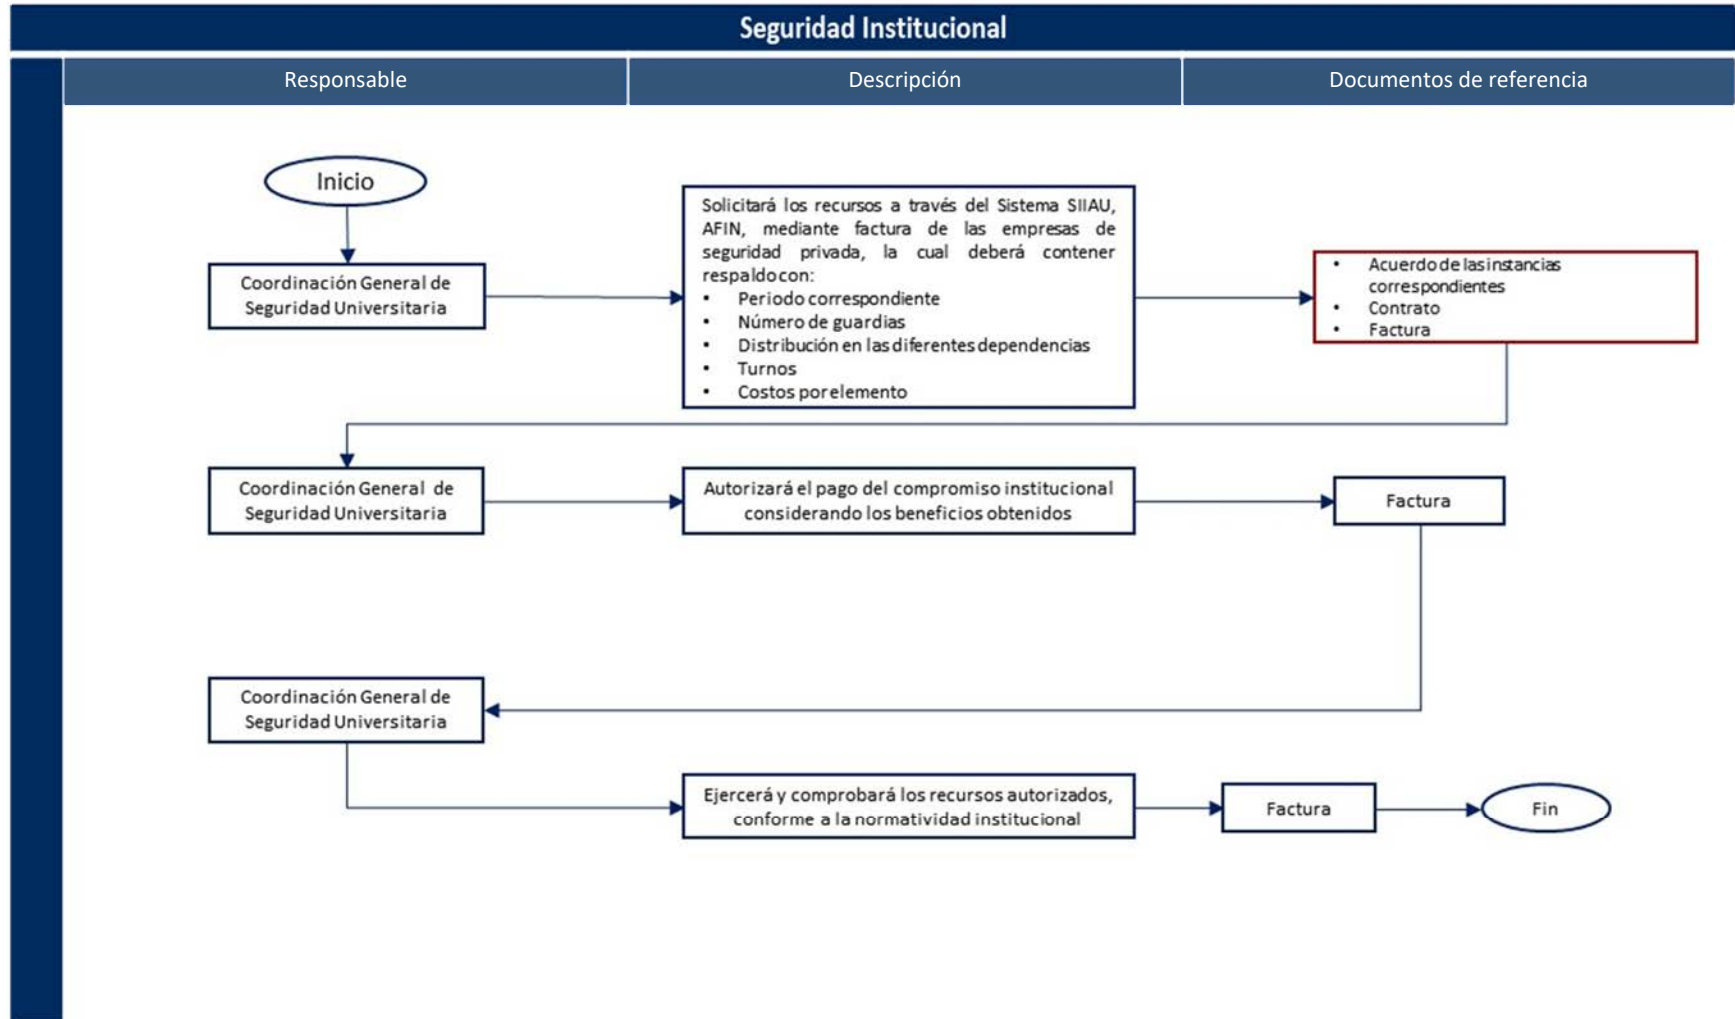 Seguridad Institucional
Responsable
Descripción
Documentos de referencia
Inicio
Coordinación General de
Seguridad Universitaria
Solicitará los recursos a través del Sistema SIIAU,
AFIN, mediante factura de las empresas de
seguridad privada, la cual deberá contener
respaldo con:
• Periodo correspondiente
• Número de guardias
• Distribución en las diferentes dependencias
• Turnos
• Costos por elemento
• Acuerdo de las instancias
correspondientes
• Contrato
• Factura
Coordinación General de
Seguridad Universitaria
Autorizará el pago del compromiso institucional
considerando los beneficios obtenidos
Factura
Coordinación General de
Seguridad Universitaria
Ejercerá y comprobará los recursos autorizados,
conforme a la normatividad institucional
Factura
Fin